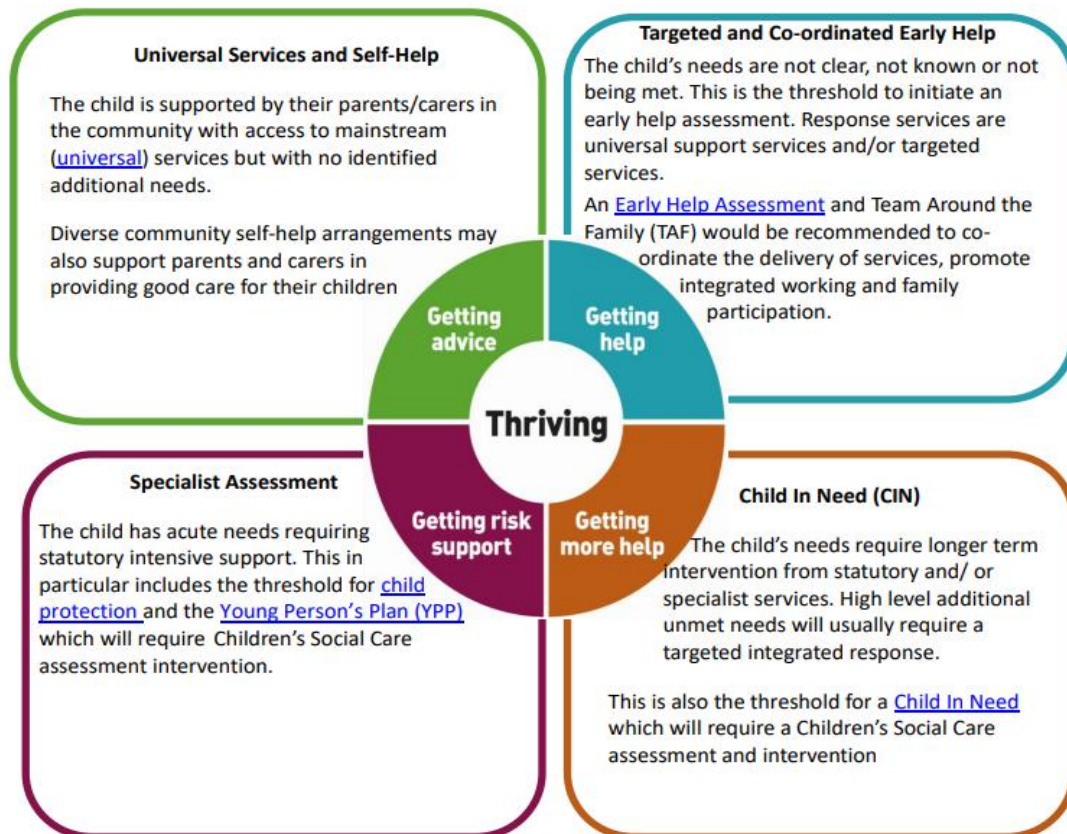 Universal Services and Self-Help
The child is supported by their parents/carers in
the community with access to mainstream
(universal) services but with no identified
additional needs.
Diverse community self-help arrangements may
also support parents and carers in
providing good care for their children
Targeted and Co-ordinated Early Help
The child’s needs are not clear, not known or not
being met. This is the threshold to initiate an
early help assessment. Response services are
universal support services and/or targeted
services.
An Early Help Assessment and Team Around the
Family (TAF) would be recommended to co-
ordinate the delivery of services, promote
integrated working and family
participation.
Getting
advice
Getting
help
Thriving
Getting risk
support
Getting
more help
Specialist Assessment
The child has acute needs requiring
statutory intensive support. This in
particular includes the threshold for child
protection and the Young Person’s Plan (YPP)
which will require Children’s Social Care
assessment intervention.
Child In Need (CIN)
The child’s needs require longer term
intervention from statutory and/ or
specialist services. High level additional
unmet needs will usually require a
targeted integrated response.
This is also the threshold for a Child In Need
which will require a Children’s Social Care
assessment and intervention